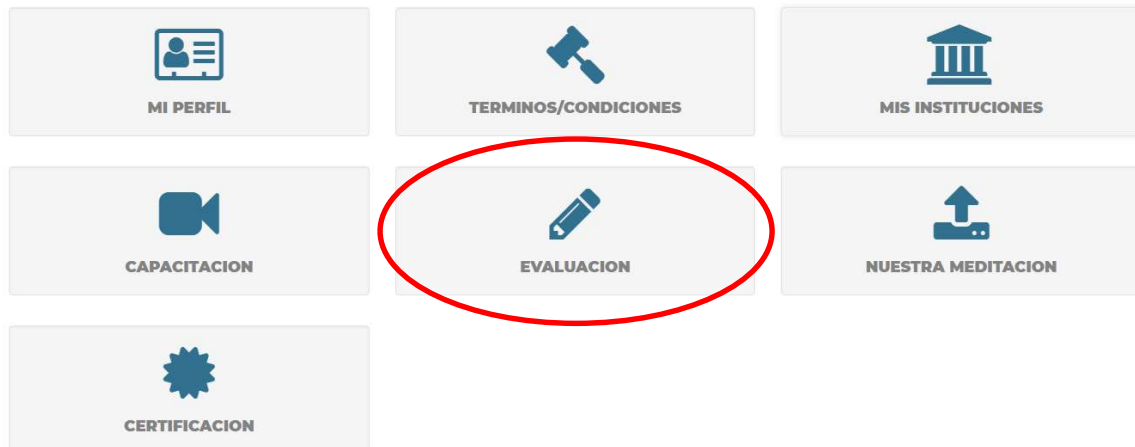 MI PERFIL
TERMINOS/CONDICIONES
MIS INSTITUCIONES
CAPACITACION
EVALUACION
NUESTRA MEDITACION
CERTIFICACION